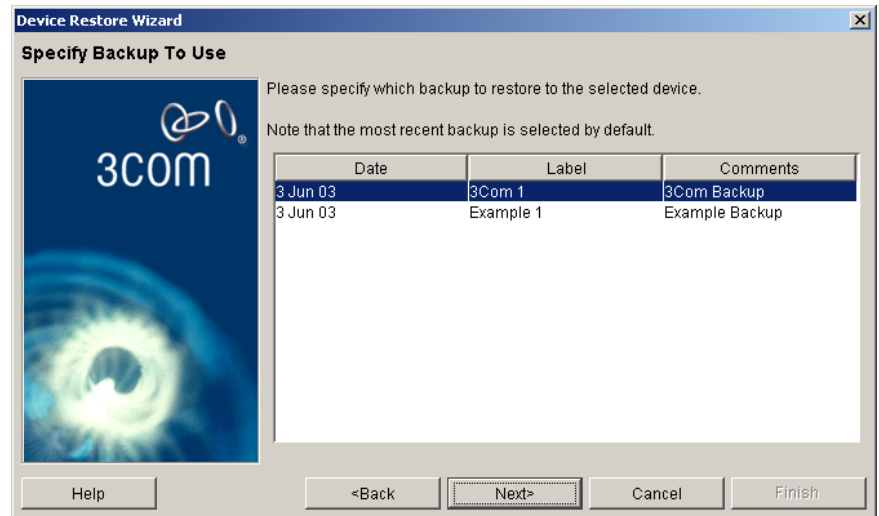 Device Restore Wizard
Specify Backup To Use
3COM
Please specify which backup to restore to the selected device.
Note that the most recent backup is selected by default.
Date Label Comments
3 Jun 03 3Com 1 3Com Backup
3 Jun 03 Example 1 Example Backup
Help <Back Next> Cancel Finish